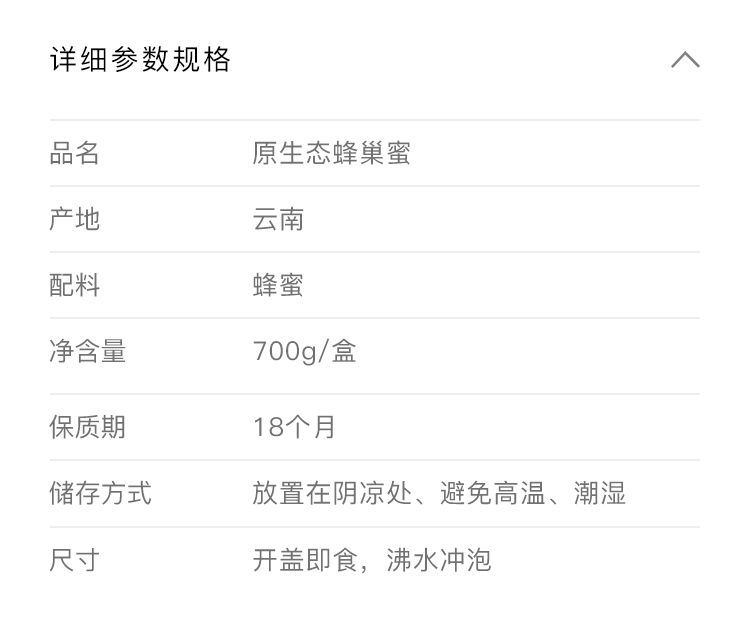 详细参数规格
品名 原生态蜂巢蜜
产地 云南
配料 蜂蜜
净含量 700g/盒
保质期 18个月
储存方式 放置在阴凉处、避免高温、潮湿
尺寸 开盖即食，沸水冲泡